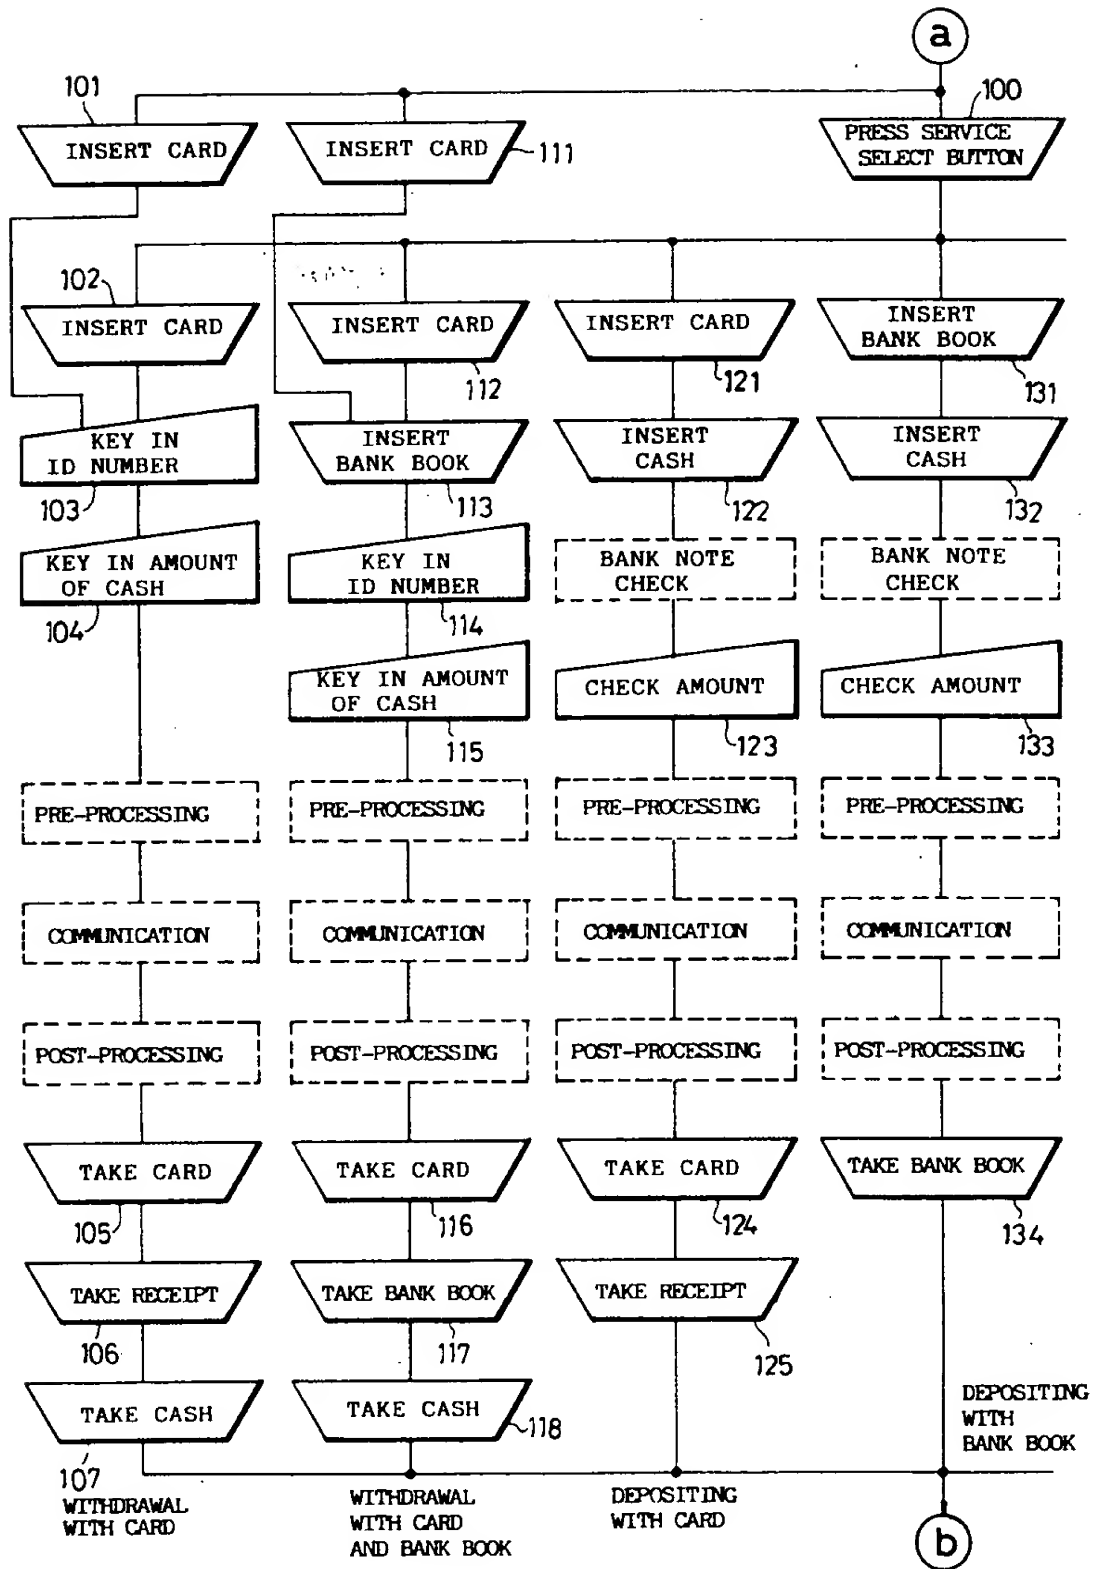 a
101
100
INSERT CARD
INSERT CARD
111
PRESS SERVICE
SELECT BUTTON
102
INSERT CARD
INSERT CARD
112
INSERT CARD
121
INSERT
BANK BOOK
131
KEY IN
ID NUMBER
103
INSERT
BANK BOOK
113
INSERT
CASH
122
INSERT
CASH
132
KEY IN AMOUNT
OF CASH
104
KEY IN
ID NUMBER
114
BANK NOTE
CHECK
BANK NOTE
CHECK
KEY IN AMOUNT
OF CASH
115
CHECK AMOUNT
123
CHECK AMOUNT
133
PRE-PROCESSING
PRE-PROCESSING
PRE-PROCESSING
PRE-PROCESSING
COMMUNICATION
COMMUNICATION
COMMUNICATION
COMMUNICATION
POST-PROCESSING
POST-PROCESSING
POST-PROCESSING
POST-PROCESSING
TAKE CARD
105
TAKE CARD
116
TAKE CARD
124
TAKE BANK BOOK
134
TAKE RECEIPT
106
TAKE BANK BOOK
117
TAKE RECEIPT
125
TAKE CASH
107
TAKE CASH
118
DEPOSITING
WITH
BANK BOOK
WITHDRAWAL
WITH CARD
WITHDRAWAL
WITH CARD
AND BANK BOOK
DEPOSITING
WITH CARD
b